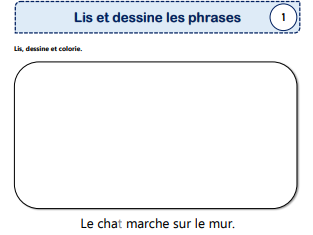 Lis et dessine les phrases
1
Lis, dessine et colorie.
Le chat marche sur le mur.